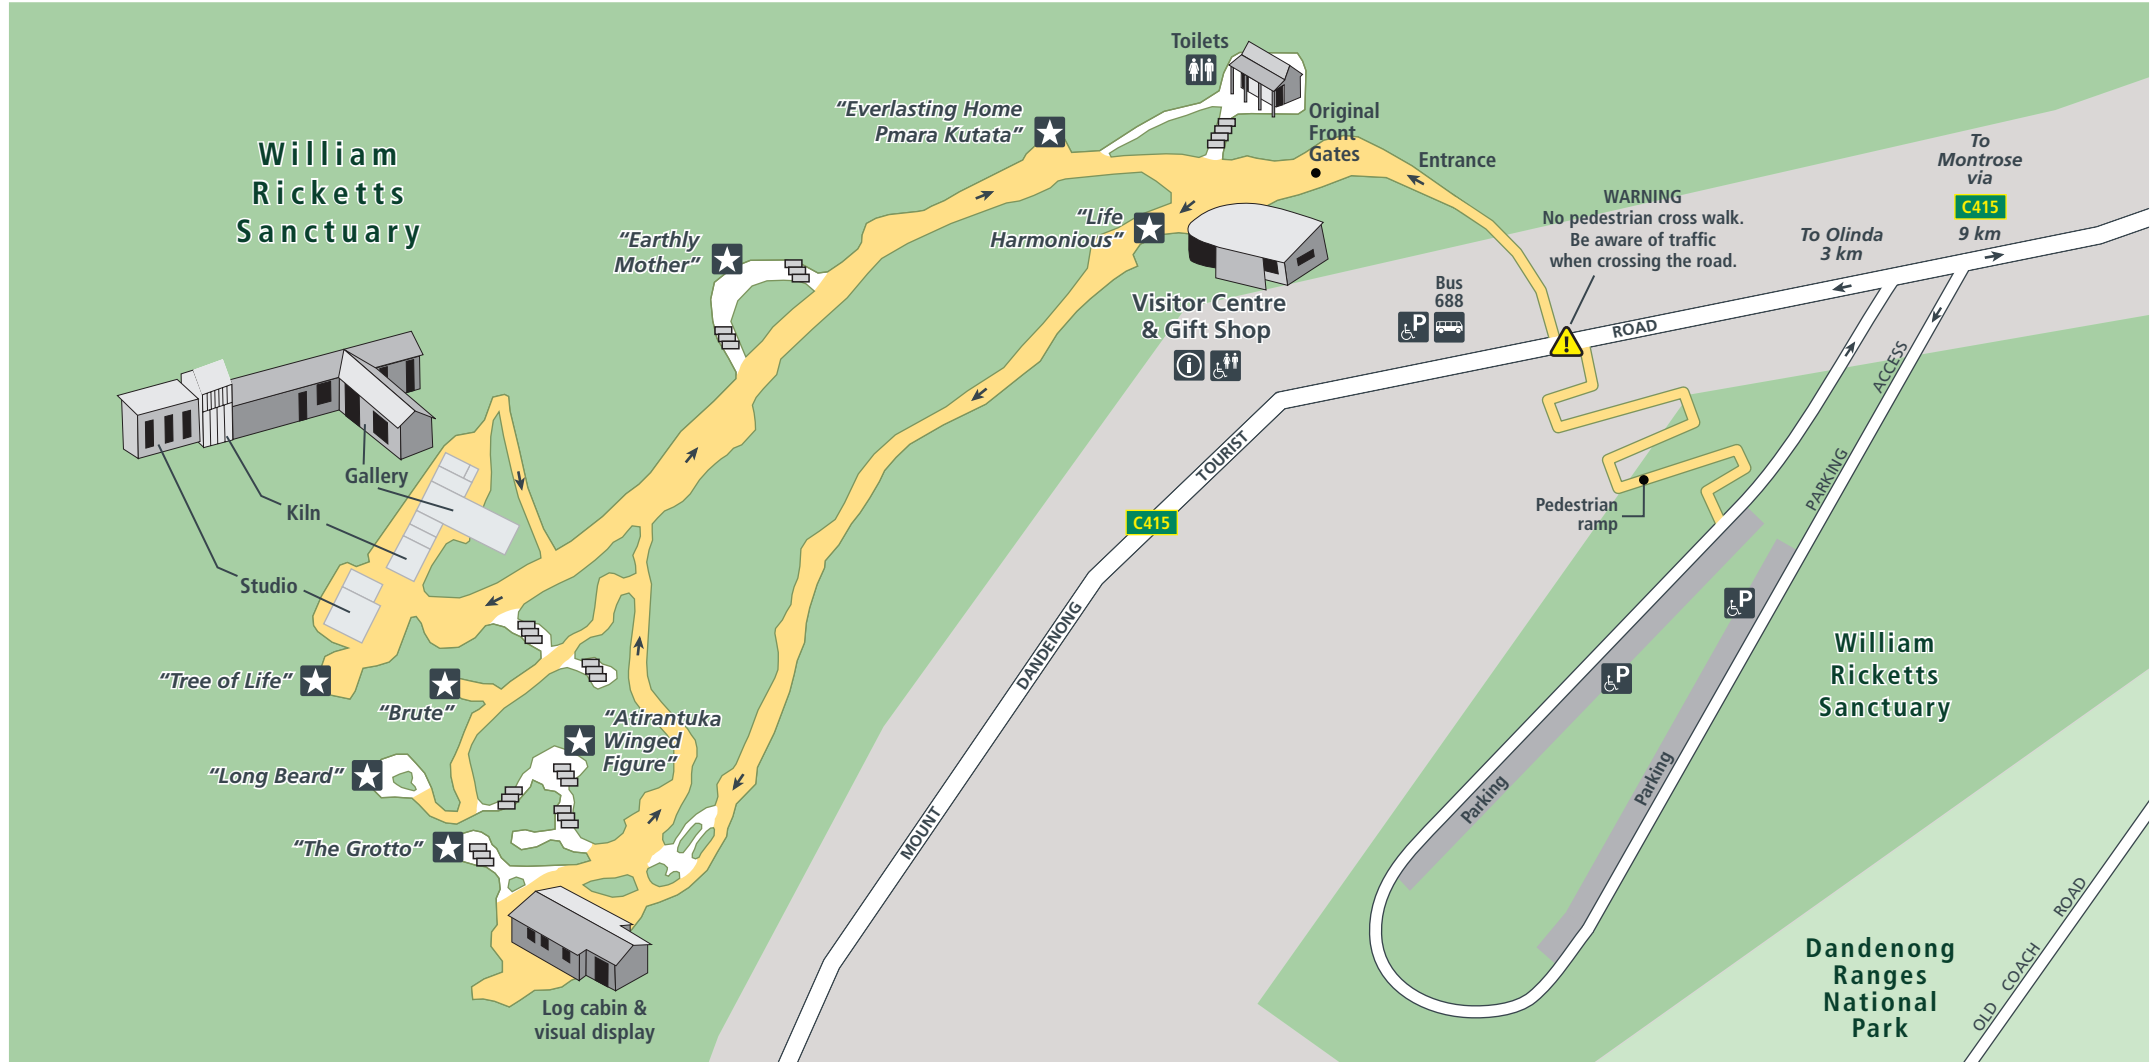 Toilets
"Everlasting Home
Pmara Kutata"
Original
Front
Gates
Entrance
William
Ricketts
Sanctuary
To
Montrose
via
C415
9 km
WARNING
No pedestrian cross walk.
Be aware of traffic
when crossing the road.
To Olinda
3 km
"Life
Harmonious"
"Earthly
Mother"
Visitor Centre
& Gift Shop
i
Bus
688
P
!
ROAD
ACCESS
PARKING
TOURIST
C415
DANDENONG
MOUNT
Pedestrian
ramp
Gallery
Kiln
Studio
"Tree of Life"
"Brute"
"Atirantuka
Winged
Figure"
"Long Beard"
"The Grotto"
Log cabin &
visual display
P
P
Parking
Parking
William
Ricketts
Sanctuary
Dandenong
Ranges
National
Park
OLD COACH ROAD